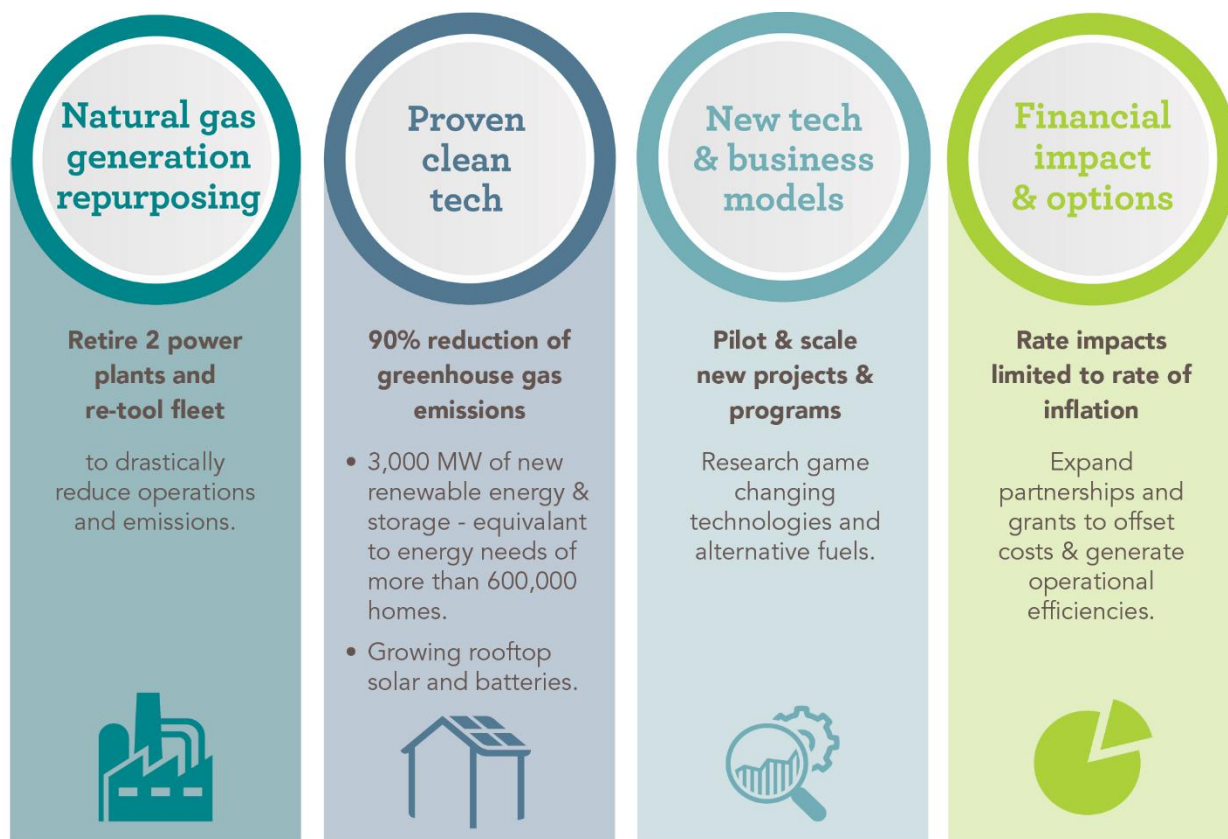 Natural gas
generation
repurposing
Retire 2 power
plants and
re-tool fleet
to drastically
reduce operations
and emissions.
Proven
clean
tech
90% reduction of
greenhouse gas
emissions
• 3,000 MW of new
renewable energy &
storage - equivalant
to energy needs of
more than 600,000
homes.
• Growing rooftop
solar and batteries.
New tech
& business
models
Pilot & scale
new projects &
programs
Research game
changing
technologies and
alternative fuels.
Financial
impact
& options
Rate impacts
limited to rate of
inflation
Expand
partnerships and
grants to offset
costs & generate
operational
efficiencies.